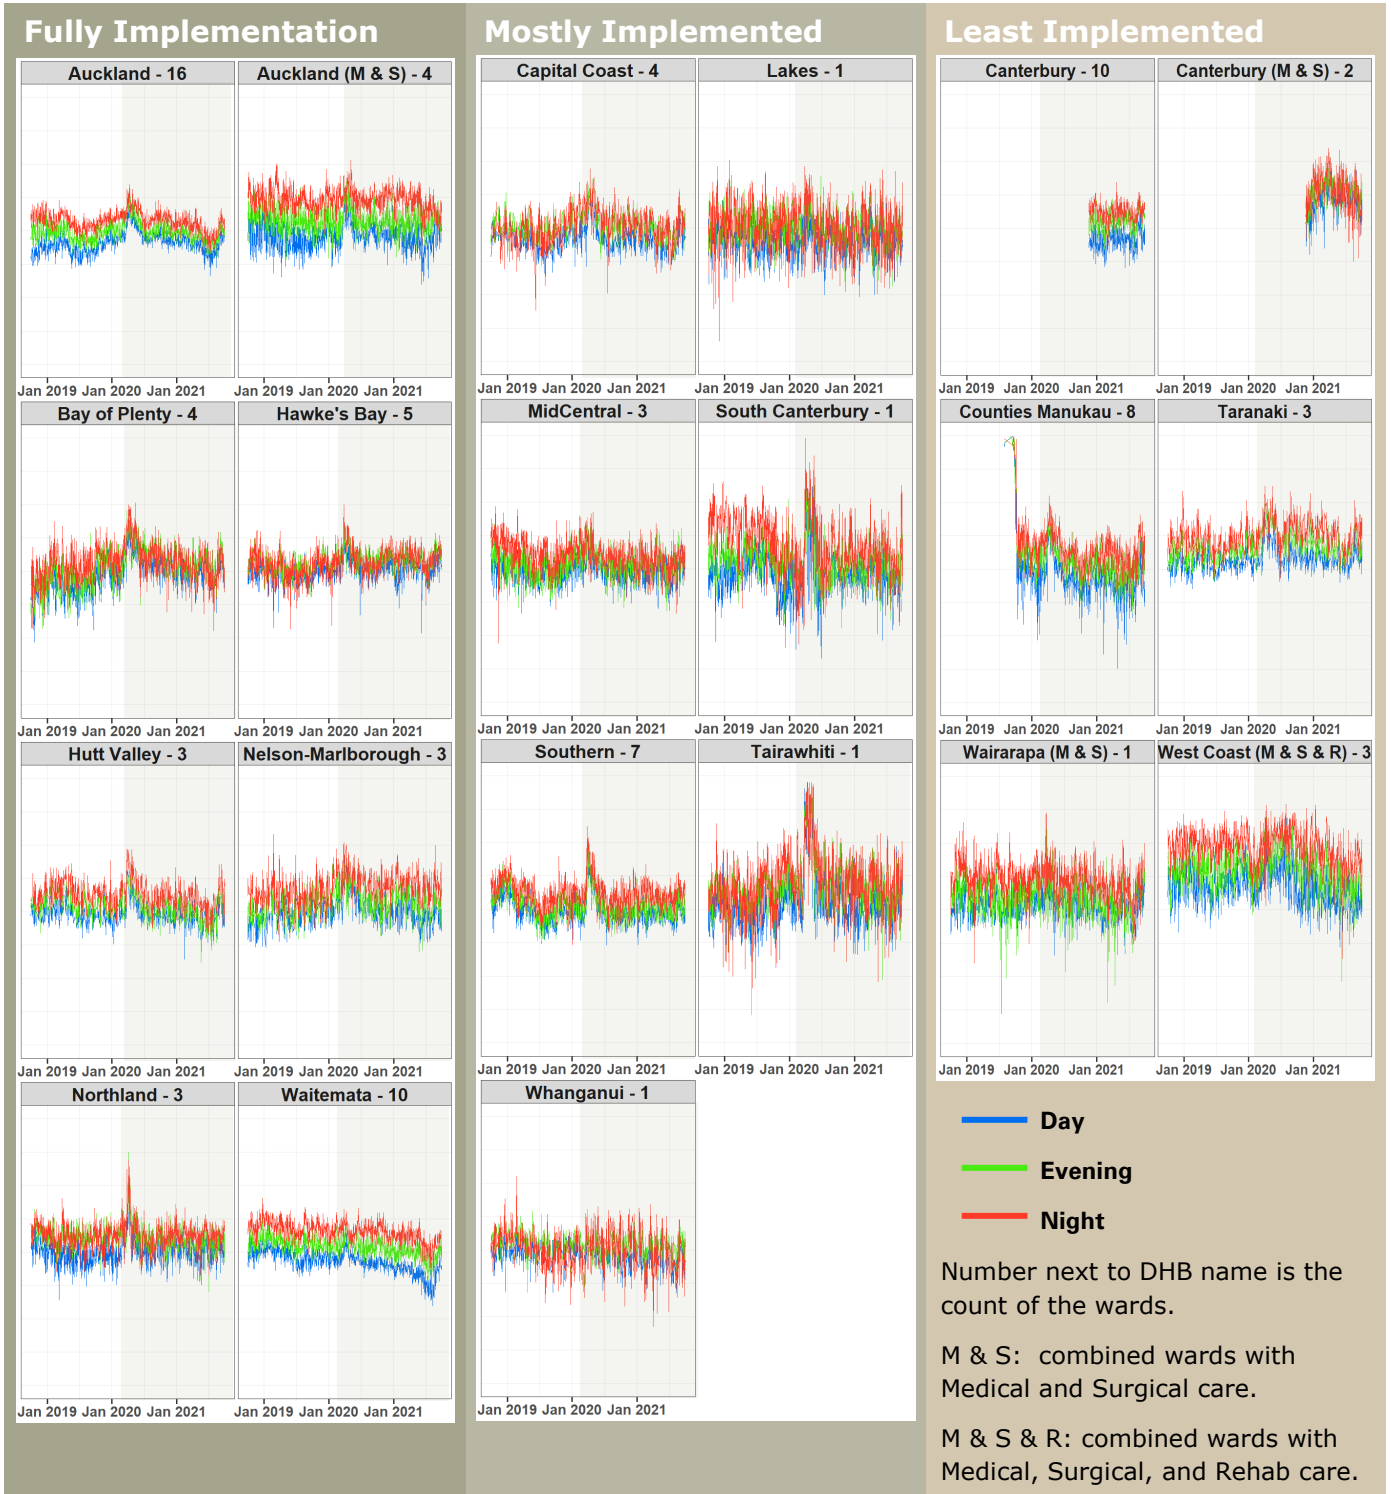 Fully Implementation
Auckland - 16
Auckland (M & S) - 4
Jan 2019 Jan 2020 Jan 2021
Jan 2019 Jan 2020 Jan 2021
Bay of Plenty - 4
Hawke's Bay - 5
Jan 2019 Jan 2020 Jan 2021
Jan 2019 Jan 2020 Jan 2021
Hutt Valley - 3
Nelson-Marlborough - 3
Jan 2019 Jan 2020 Jan 2021
Jan 2019 Jan 2020 Jan 2021
Northland - 3
Waitemata - 10
Jan 2019 Jan 2020 Jan 2021
Jan 2019 Jan 2020 Jan 2021
Mostly Implemented
Capital Coast - 4
Lakes - 1
Jan 2019 Jan 2020 Jan 2021
Jan 2019 Jan 2020 Jan 2021
MidCentral - 3
South Canterbury - 1
Jan 2019 Jan 2020 Jan 2021
Jan 2019 Jan 2020 Jan 2021
Southern - 7
Tairawhiti - 1
Jan 2019 Jan 2020 Jan 2021
Jan 2019 Jan 2020 Jan 2021
Whanganui - 1
Jan 2019 Jan 2020 Jan 2021
Least Implemented
Canterbury - 10
Canterbury (M & S) - 2
Jan 2019 Jan 2020 Jan 2021
Jan 2019 Jan 2020 Jan 2021
Counties Manukau - 8
Taranaki - 3
Jan 2019 Jan 2020 Jan 2021
Jan 2019 Jan 2020 Jan 2021
Wairarapa (M & S) - 1
West Coast (M & S & R) - 3
Jan 2019 Jan 2020 Jan 2021
Jan 2019 Jan 2020 Jan 2021
Day
Evening
Night
Number next to DHB name is the
count of the wards.
M & S: combined wards with
Medical and Surgical care.
M & S & R: combined wards with
Medical, Surgical, and Rehab care.